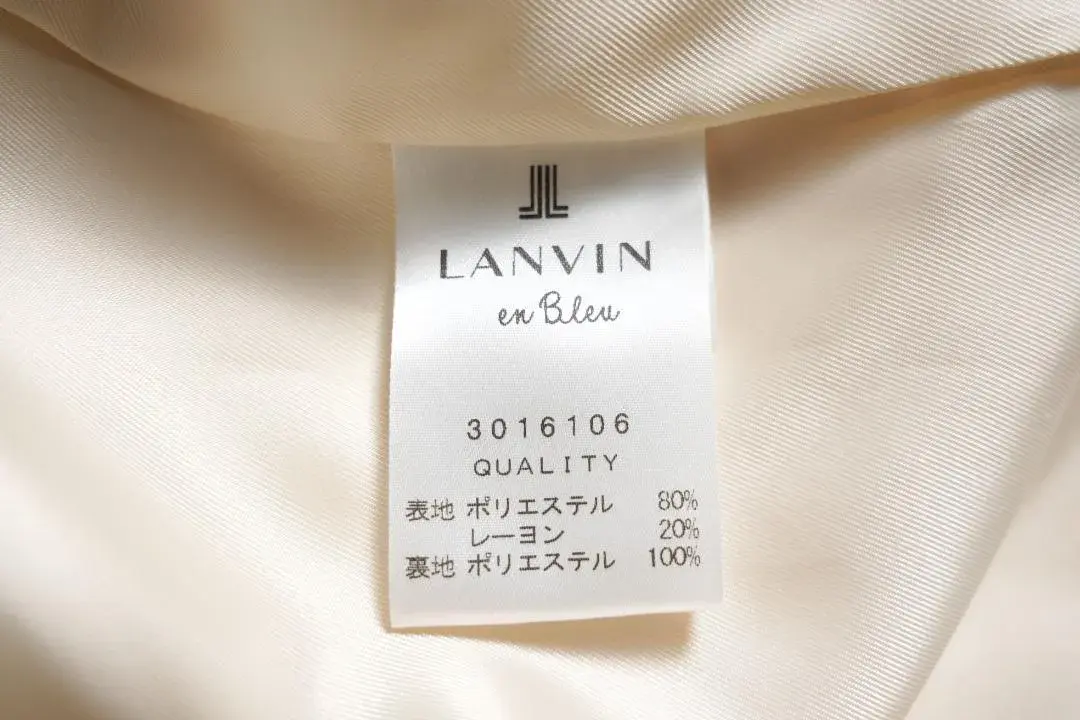 LANVIN
en Bleu
3016106
QUALITY
表地 ポリエステル 80%
レーヨン 20%
裏地 ポリエステル 100%